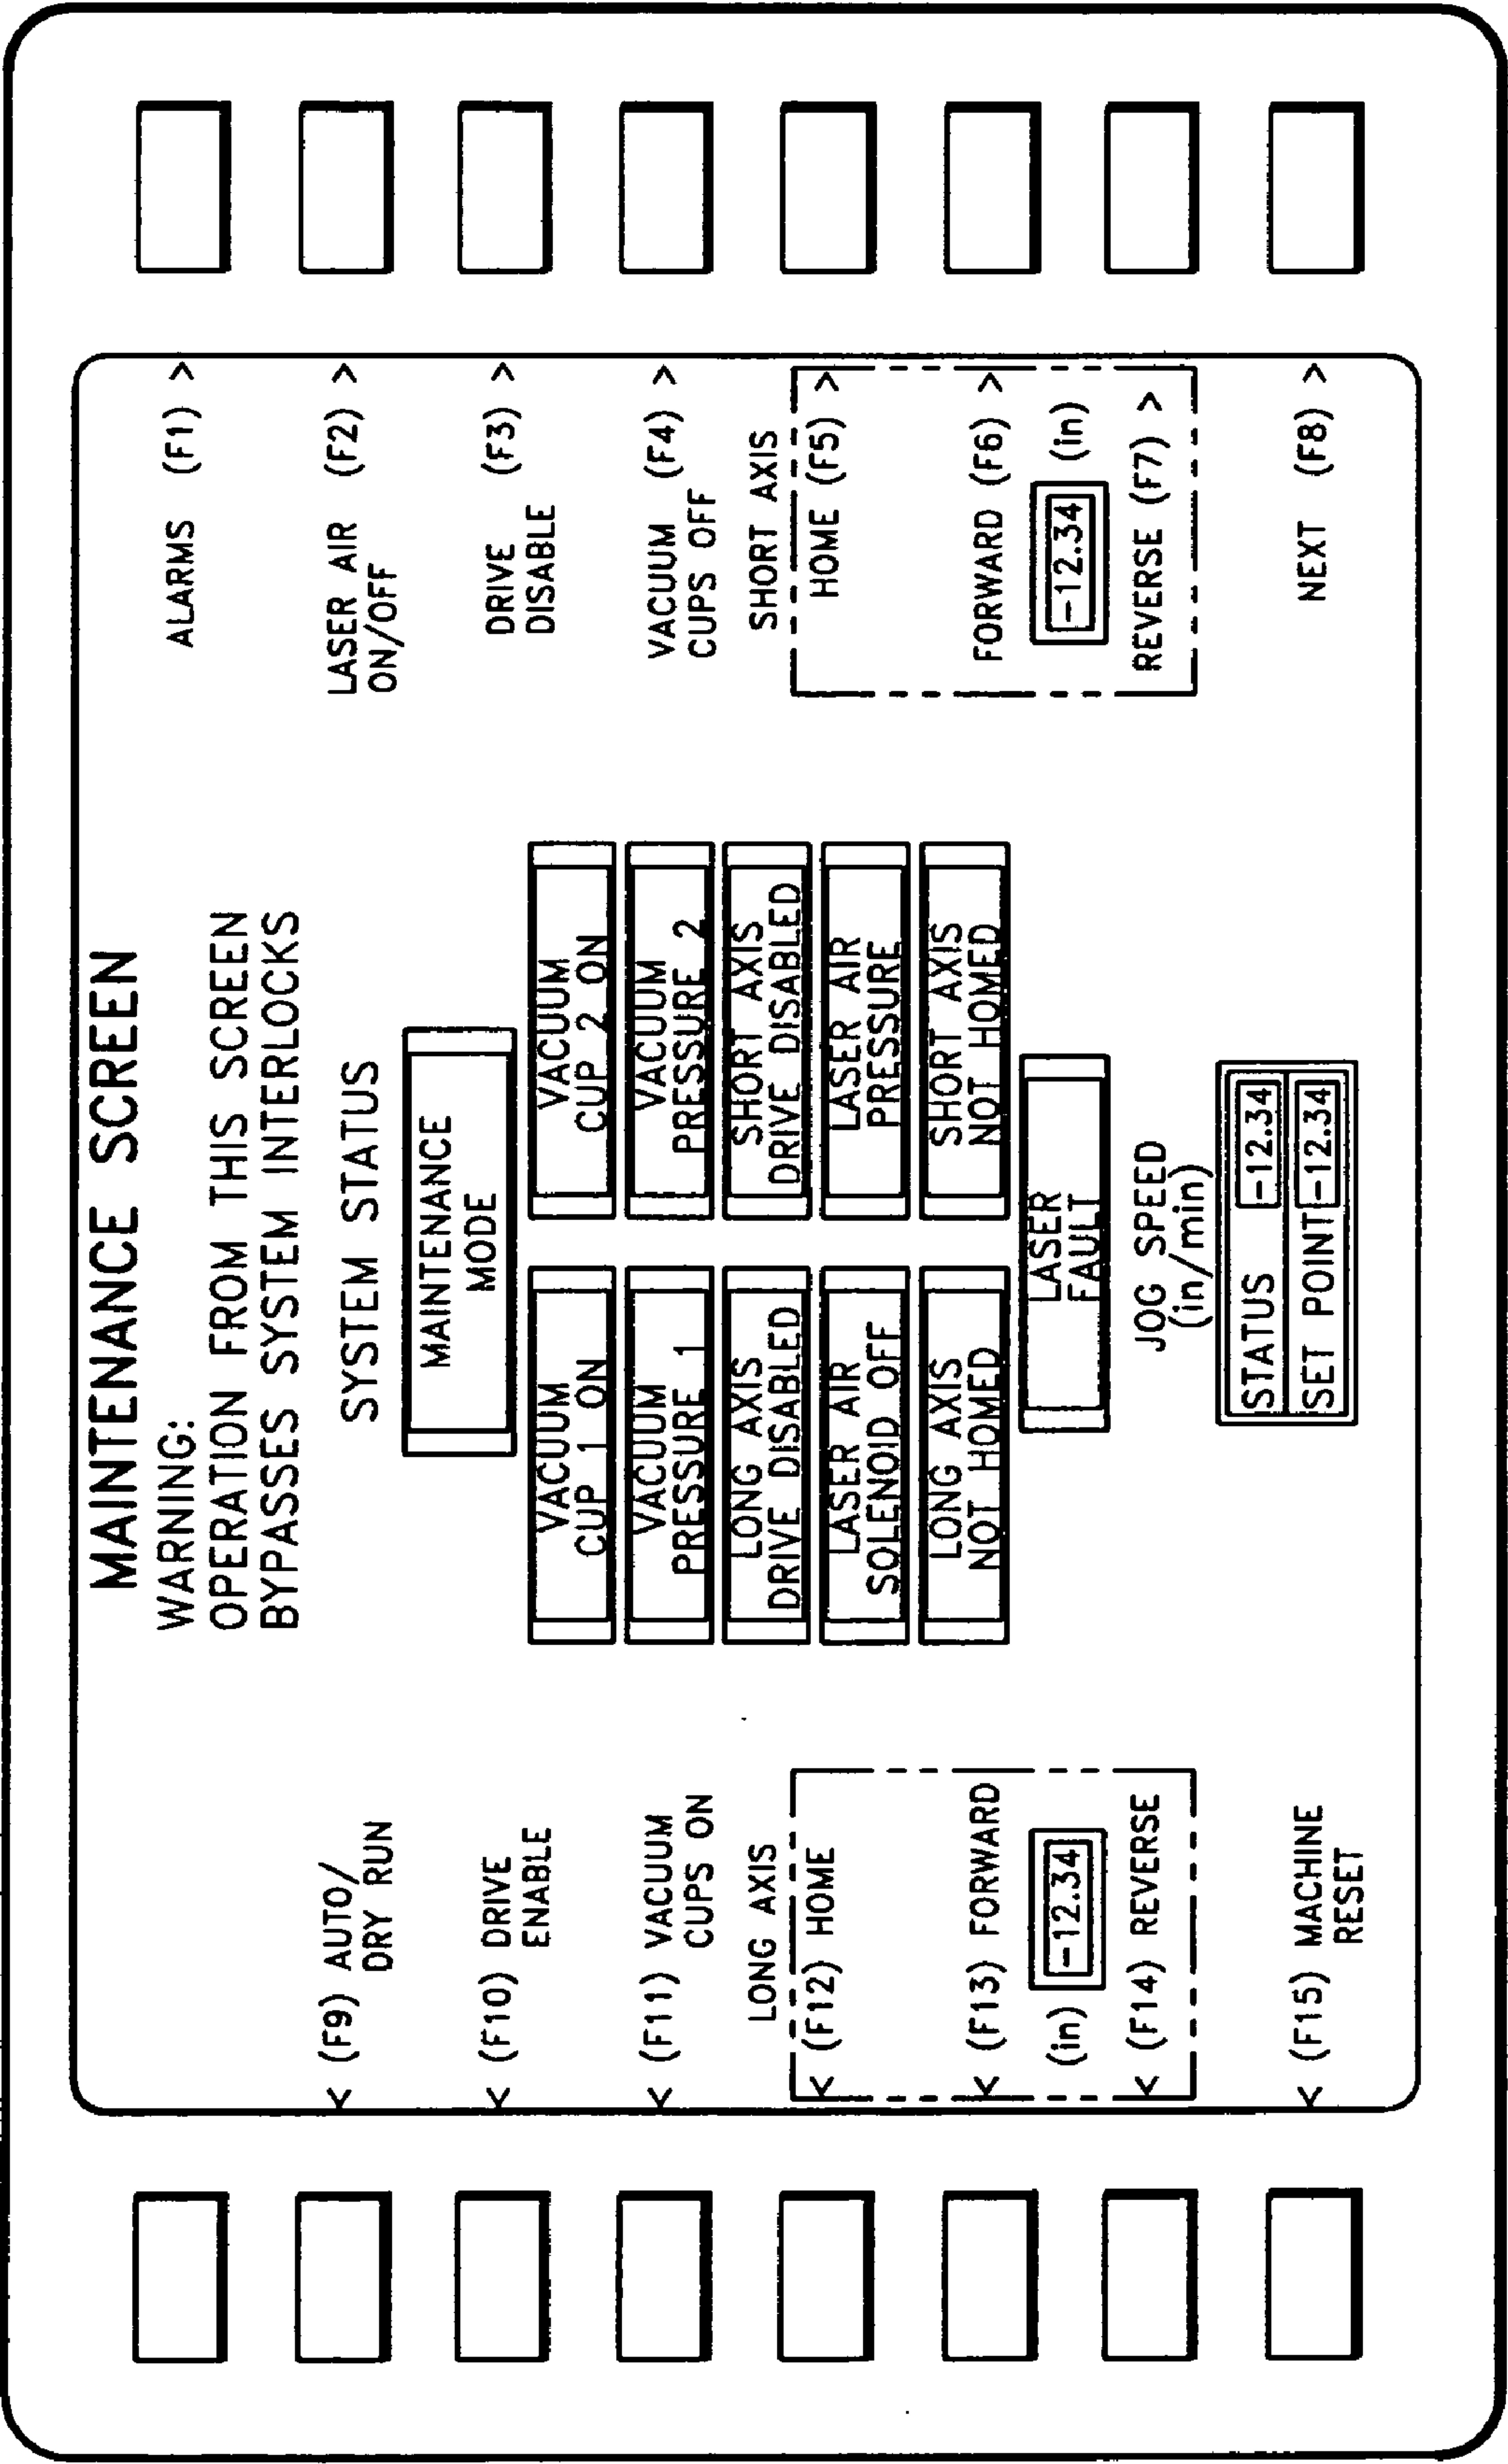 MAINTENANCE SCREEN
WARNING:
OPERATION FROM THIS SCREEN
BYPASSES SYSTEM INTERLOCKS
SYSTEM STATUS
MAINTENANCE
MODE
VACUUM
CUP 1 ON
VACUUM
CUP 2 ON
VACUUM
PRESSURE 1
VACUUM
PRESSURE 2
LONG AXIS
DRIVE DISABLED
SHORT AXIS
DRIVE DISABLED
LASER AIR
SOLENOID OFF
LASER AIR
PRESSURE
LONG AXIS
NOT HOMED
SHORT AXIS
NOT HOMED
LASER
FAULT
JOG SPEED
(in/min)
STATUS -12.34
SET POINT -12.34
< (F9) AUTO/
DRY RUN
< (F10) DRIVE
ENABLE
< (F11) VACUUM
CUPS ON
LONG AXIS
< (F12) HOME
< (F13) FORWARD
(in) -12.34
< (F14) REVERSE
< (F15) MACHINE
RESET
ALARMS (F1) >
LASER AIR (F2) >
ON/OFF
DRIVE (F3) >
DISABLE
VACUUM (F4) >
CUPS OFF
SHORT AXIS
HOME (F5) >
FORWARD (F6) >
-12.34 (in)
REVERSE (F7) >
NEXT (F8) >